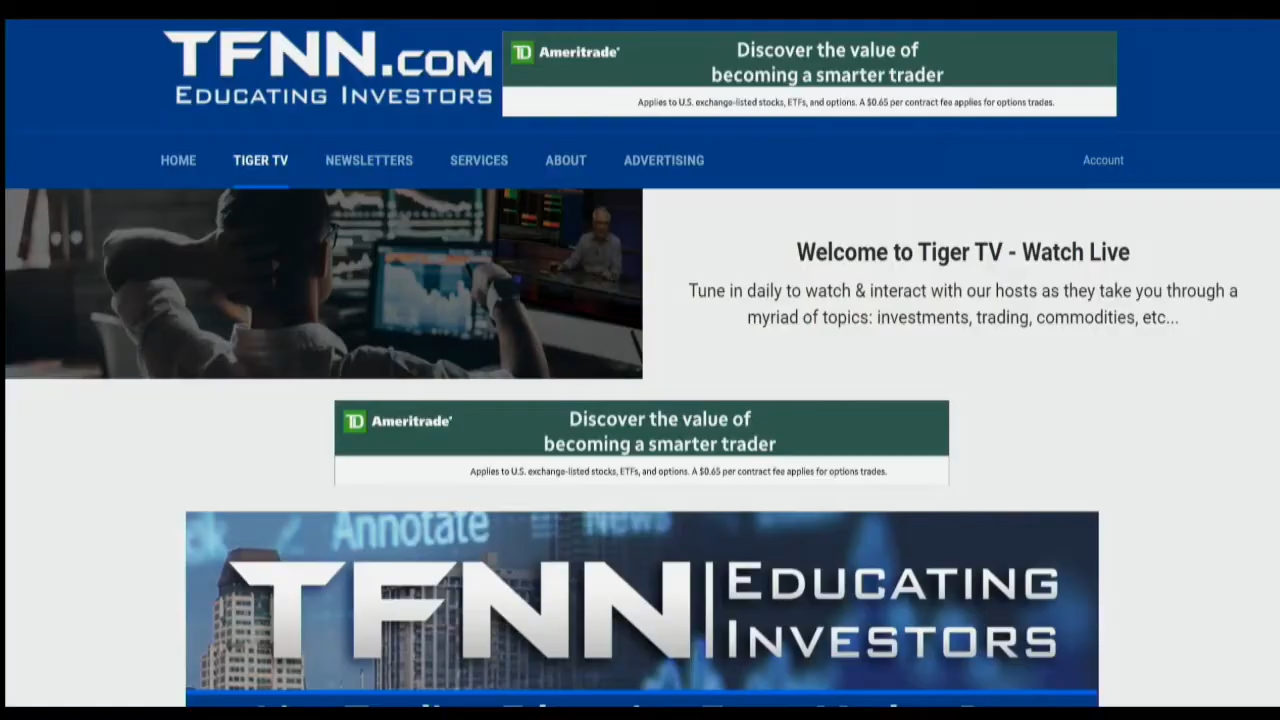 TFNN.COM
EDUCATING INVESTORS
TD Ameritrade
Discover the value of
becoming a smarter trader
Applies to U.S. exchange-listed stocks, ETFs, and options. A $0.65 per contract fee applies for options trades.
HOME TIGER TV NEWSLETTERS SERVICES ABOUT ADVERTISING Account
Welcome to Tiger TV - Watch Live
Tune in daily to watch & interact with our hosts as they take you through a
myriad of topics: investments, trading, commodities, etc...
TD Ameritrade
Discover the value of
becoming a smarter trader
Applies to U.S. exchange-listed stocks, ETFs, and options. A $0.65 per contract fee applies for options trades.
Annotate News
TFNN EDUCATING
INVESTORS